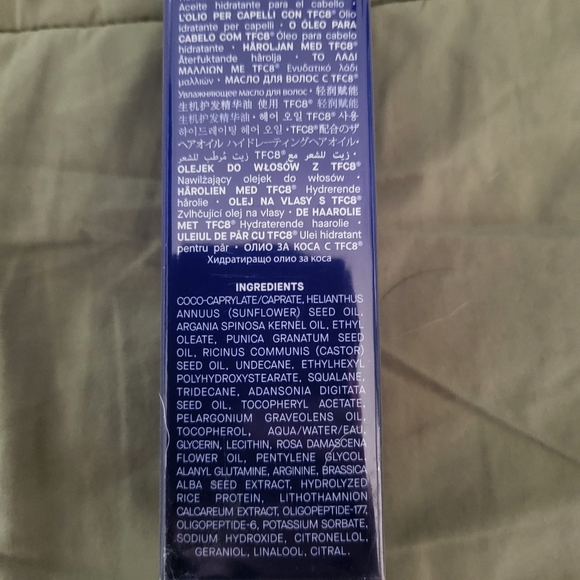 Aceite hidratante para el cabello •
L'OLIO PER CAPELLI CON TFC8® Olio
idratante per capelli • O ÓLEO PARA
CABELO COM TFC8® Óleo para cabelo
hidratante • HÅROLJAN MED TFC8®
Återfuktande hårolja • ΤΟ ΛΑΔΙ
ΜΑΛΛΙΩΝ ΜΕ TFC8® Ενυδατικό λάδι
μαλλιών • МАСЛО ДЛЯ ВОЛОС С TFC8®
Увлажняющее масло для волос • 轻润赋能
生机护发精华油 使用 TFC8® 轻润赋能
生机护发精华油 • 헤어 오일 TFC8® 사용
하이드레이팅 헤어 오일 • TFC8®配合のザ
ヘアオイル ハイドレーティングヘアオイル •
زيت للشعر مع TFC8® زيت مُرطب للشعر •
OLEJEK DO WŁOSÓW Z TFC8®
Nawilżający olejek do włosów •
HÅROLIEN MED TFC8® Hydrerende
hårolie • OLEJ NA VLASY S TFC8®
Zvlhčující olej na vlasy • DE HAAROLIE
MET TFC8® Hydraterende haarolie •
ULEIUL DE PĂR CU TFC8® Ulei hidratant
pentru păr • ОЛИО ЗА КОСА С TFC8®
Хидратиращо олио за коса
INGREDIENTS
COCO-CAPRYLATE/CAPRATE, HELIANTHUS
ANNUUS (SUNFLOWER) SEED OIL,
ARGANIA SPINOSA KERNEL OIL, ETHYL
OLEATE, PUNICA GRANATUM SEED
OIL, RICINUS COMMUNIS (CASTOR)
SEED OIL, UNDECANE, ETHYLHEXYL
POLYHYDROXYSTEARATE, SQUALANE,
TRIDECANE, ADANSONIA DIGITATA
SEED OIL, TOCOPHERYL ACETATE,
PELARGONIUM GRAVEOLENS OIL,
TOCOPHEROL, AQUA/WATER/EAU,
GLYCERIN, LECITHIN, ROSA DAMASCENA
FLOWER OIL, PENTYLENE GLYCOL,
ALANYL GLUTAMINE, ARGININE, BRASSICA
ALBA SEED EXTRACT, HYDROLYZED
RICE PROTEIN, LITHOTHAMNION
CALCAREUM EXTRACT, OLIGOPEPTIDE-177,
OLIGOPEPTIDE-6, POTASSIUM SORBATE,
SODIUM HYDROXIDE, CITRONELLOL,
GERANIOL, LINALOOL, CITRAL.